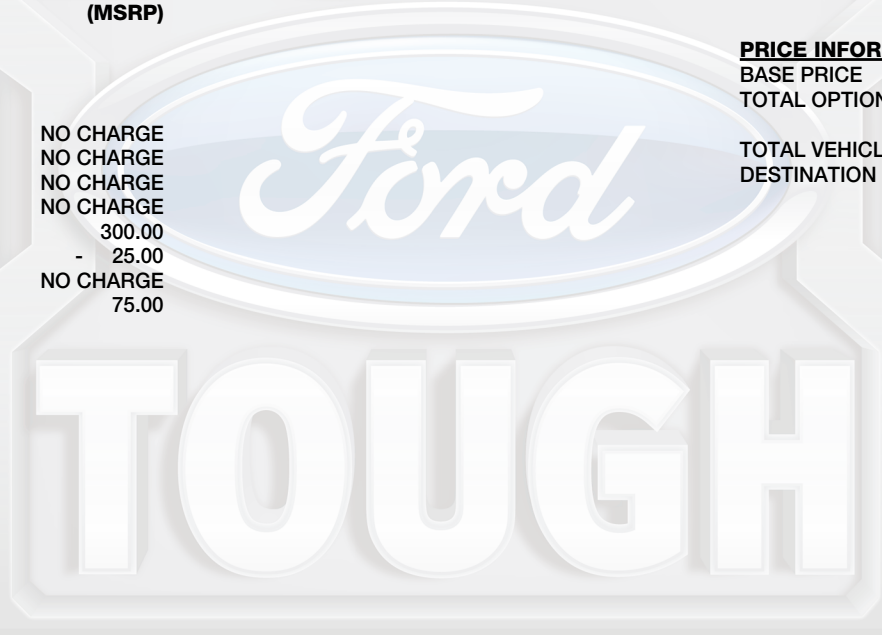 (MSRP)
NO CHARGE
NO CHARGE
NO CHARGE
NO CHARGE
300.00
- 25.00
NO CHARGE
75.00
PRICE INFOR
BASE PRICE
TOTAL OPTION
TOTAL VEHICL
DESTINATION
Ford
TOUGH